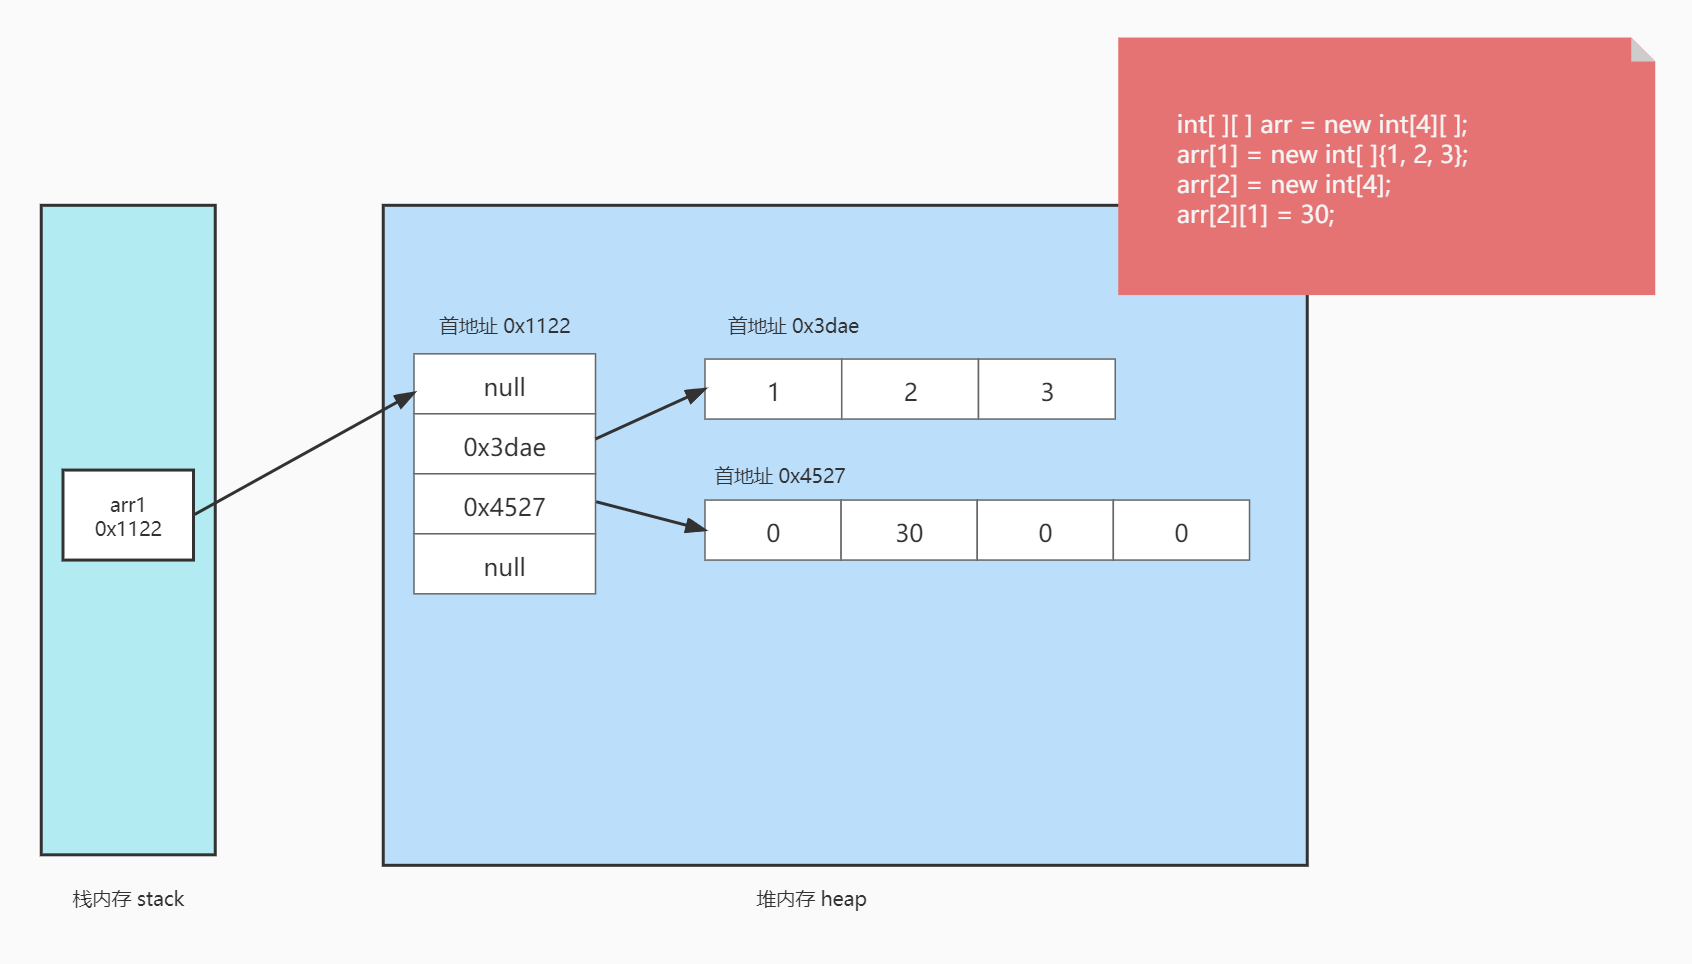 int[ ][ ] arr = new int[4][ ];
arr[1] = new int[ ]{1, 2, 3};
arr[2] = new int[4];
arr[2][1] = 30;
首地址 0x1122
首地址 0x3dae
null
1
2
3
0x3dae
首地址 0x4527
arr1
0x1122
0x4527
0
30
0
0
null
栈内存 stack
堆内存 heap